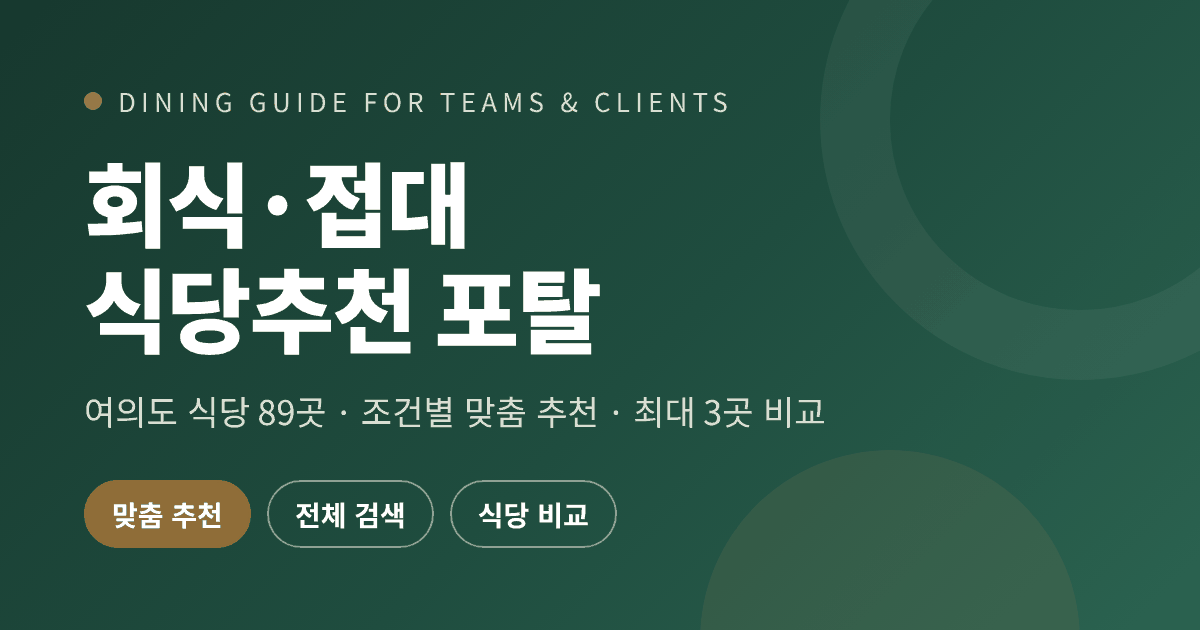 DINING GUIDE FOR TEAMS & CLIENTS
회식·접대
식당추천 포탈
여의도 식당 89곳 · 조건별 맞춤 추천 · 최대 3곳 비교
맞춤 추천 전체 검색 식당 비교